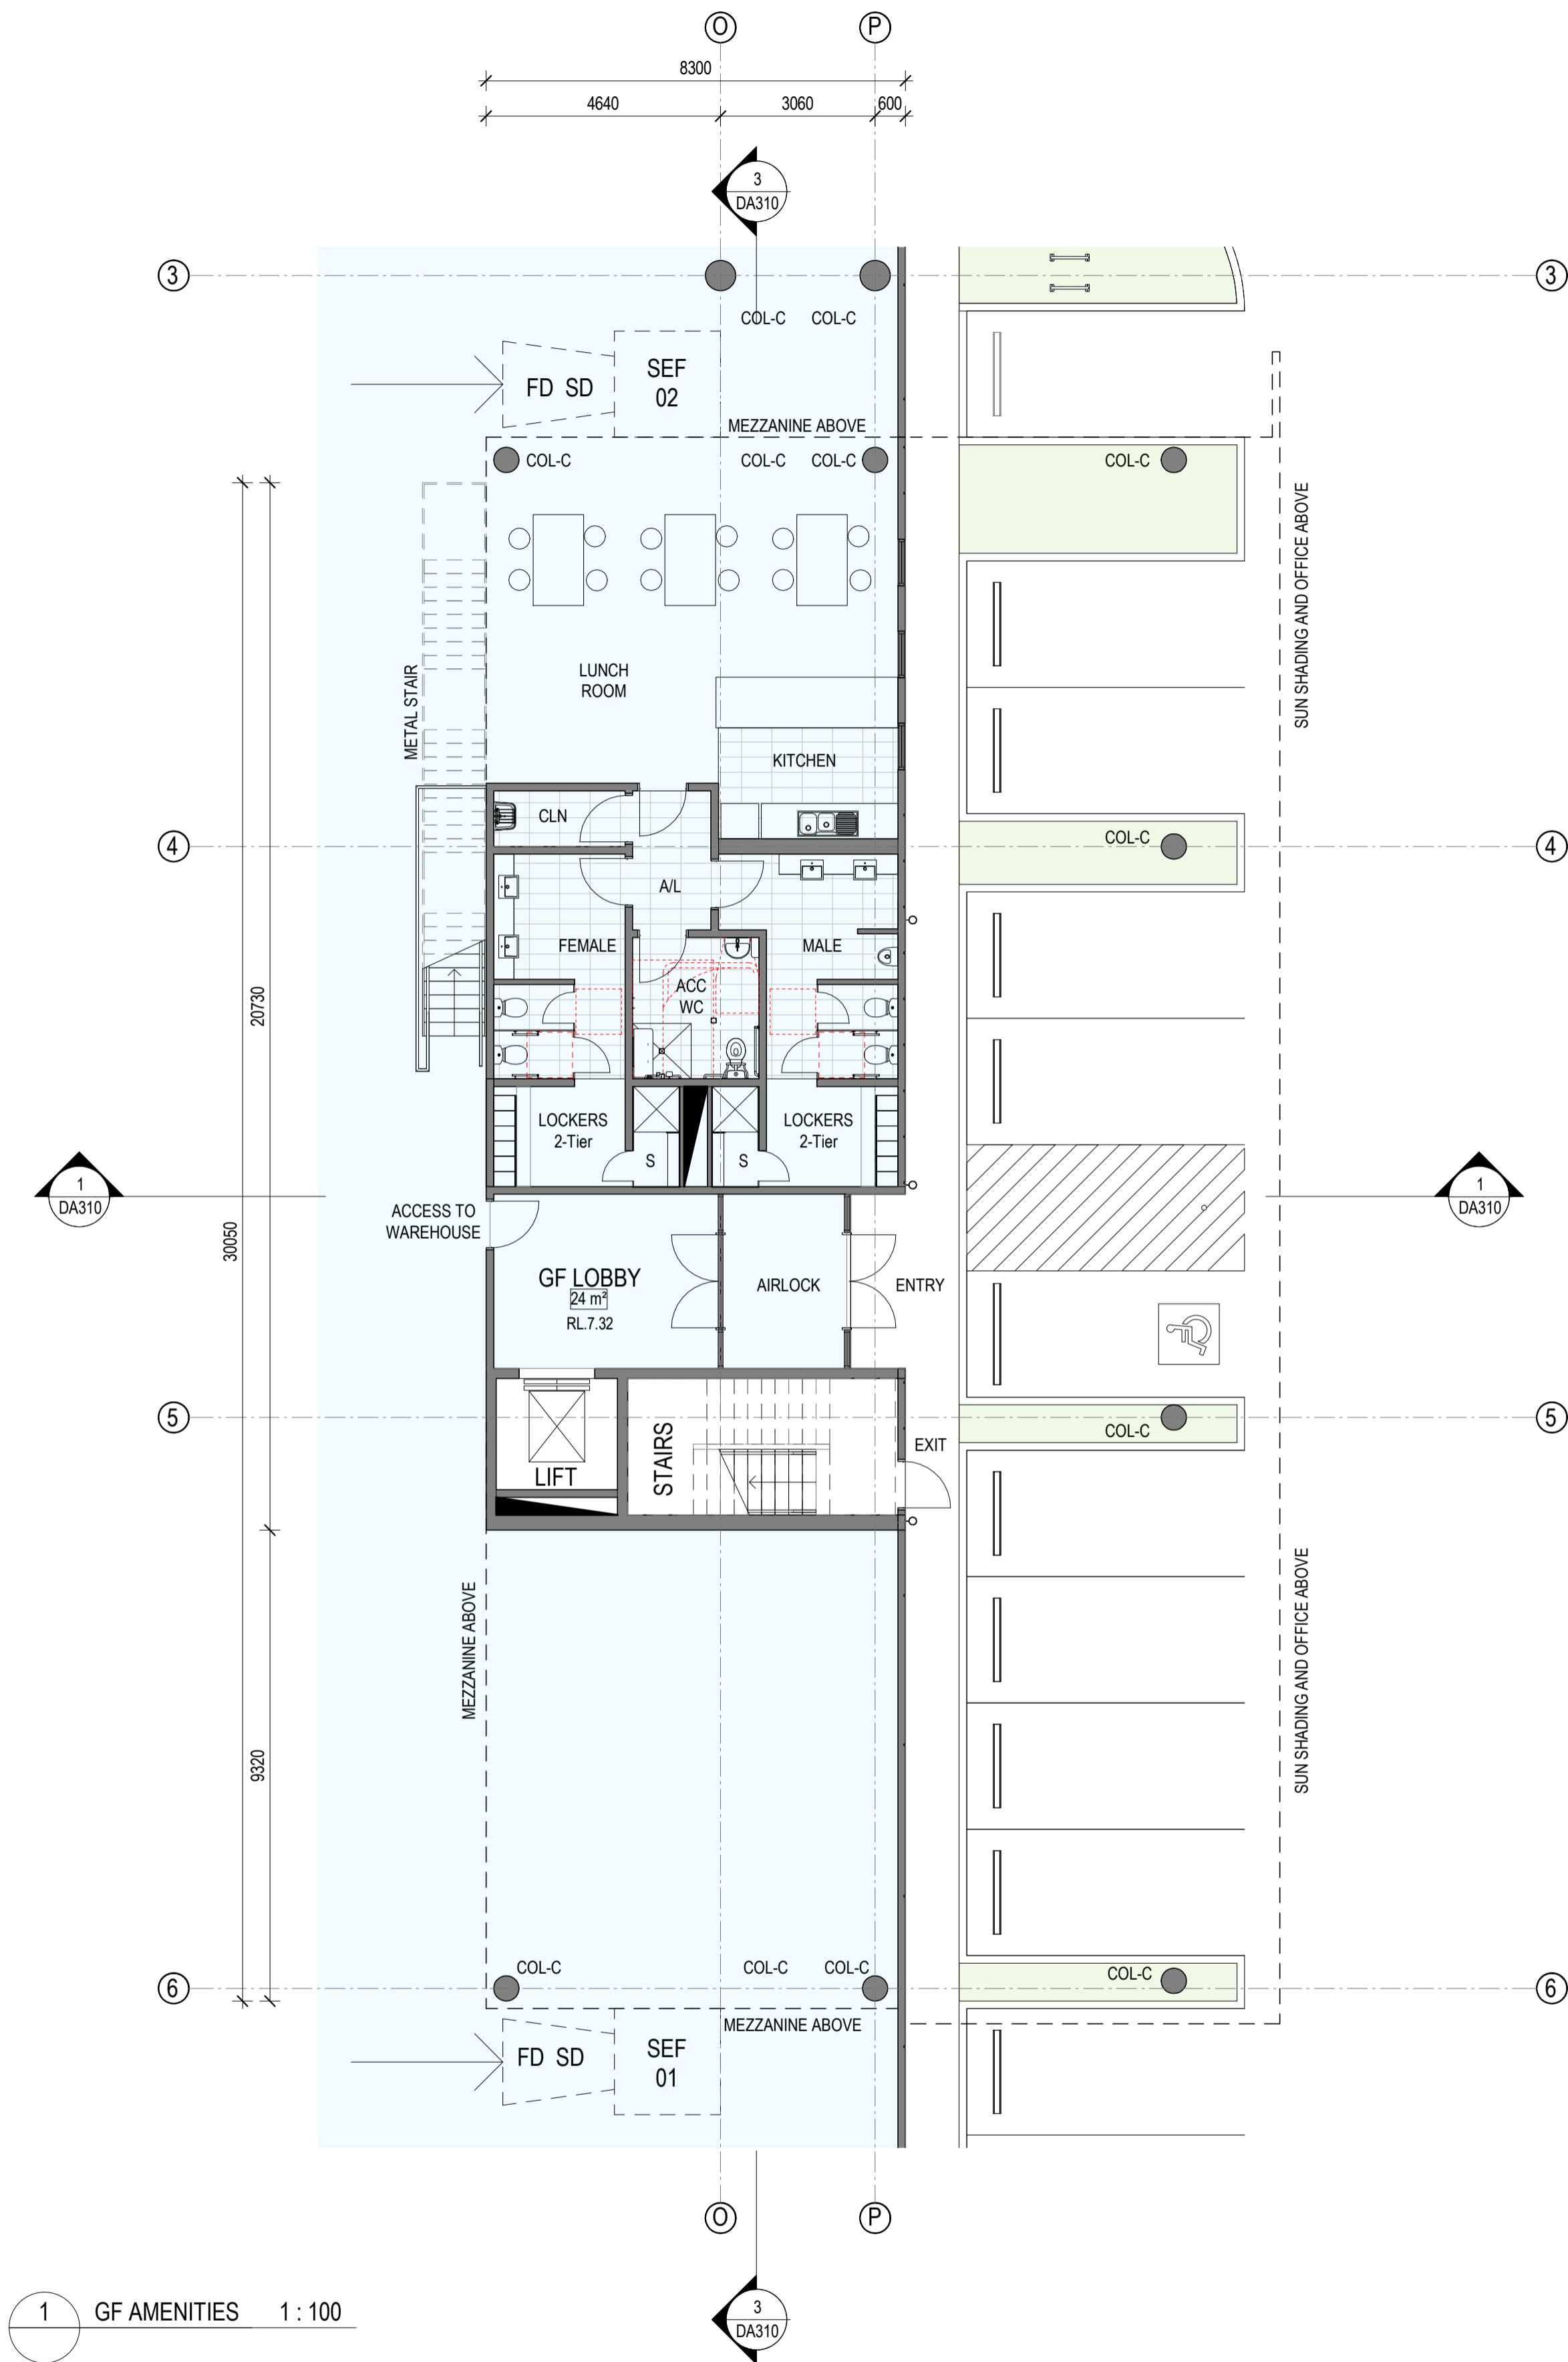 O
P
8300
4640
3060
600
3
DA310
3
3
COL-C
COL-C
FD SD
SEF
02
MEZZANINE ABOVE
COL-C
COL-C
COL-C
COL-C
SUN SHADING AND OFFICE ABOVE
METAL STAIR
LUNCH
ROOM
KITCHEN
CLN
4
COL-C
4
A/L
FEMALE
MALE
ACC
WC
20730
LOCKERS
2-Tier
LOCKERS
2-Tier
S
S
1
DA310
1
DA310
ACCESS TO
WAREHOUSE
30050
GF LOBBY
24 m²
RL.7.32
AIRLOCK
ENTRY
5
5
COL-C
EXIT
STAIRS
LIFT
MEZZANINE ABOVE
SUN SHADING AND OFFICE ABOVE
9320
COL-C
COL-C
COL-C
COL-C
6
6
MEZZANINE ABOVE
FD SD
SEF
01
O
P
3
DA310
1
GF AMENITIES
1 : 100